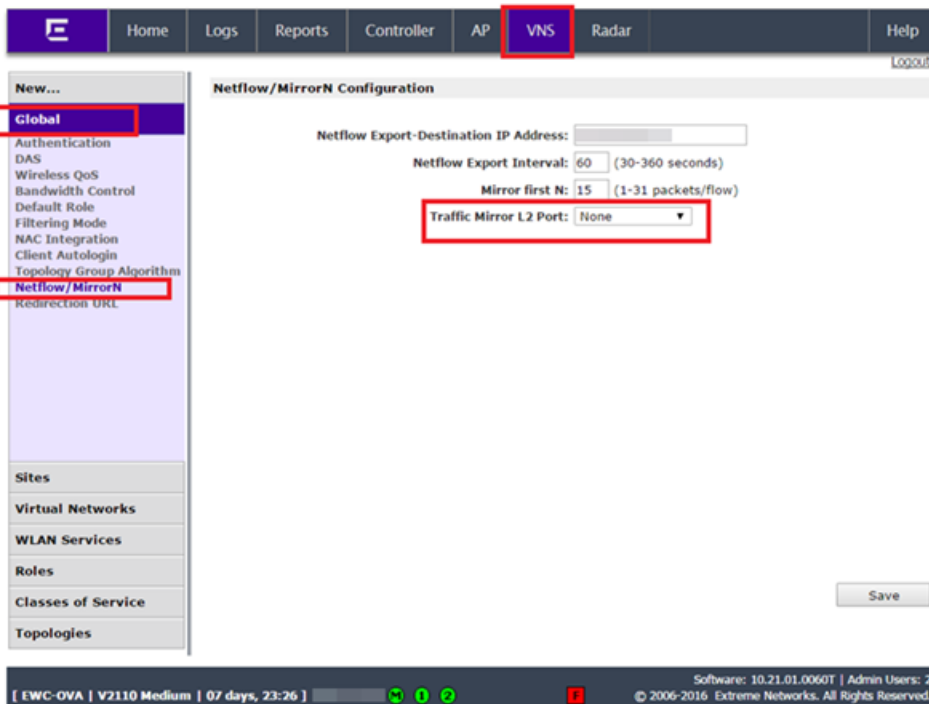 E Home Logs Reports Controller AP VNS Radar Help
Logout
New...
Global
Authentication
DAS
Wireless QoS
Bandwidth Control
Default Role
Filtering Mode
NAC Integration
Client Autologin
Topology Group Algorithm
Netflow/MirrorN
Redirection URL
Sites
Virtual Networks
WLAN Services
Roles
Classes of Service
Topologies
Netflow/MirrorN Configuration
Netflow Export-Destination IP Address:
Netflow Export Interval: 60 (30-360 seconds)
Mirror first N: 15 (1-31 packets/flow)
Traffic Mirror L2 Port: None
Save
[ EWC-OVA | V2110 Medium | 07 days, 23:26 ] M 1 2 F
Software: 10.21.01.0060T | Admin Users: 2
© 2006-2016 Extreme Networks. All Rights Reserved.